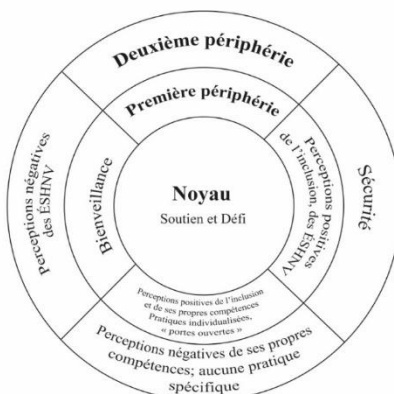 Deuxième périphérie
Première périphérie
Perceptions négatives
des ÉSHNV
Bienveillance
Noyau
Soutien et Défi
Perceptions positives
de l'inclusion, des ÉSHNV
Sécurité
Perceptions positives de l'inclusion
et de ses propres compétences
Pratiques individualisées,
« portes ouvertes »
Perceptions négatives de ses propres
compétences; aucune pratique
spécifique